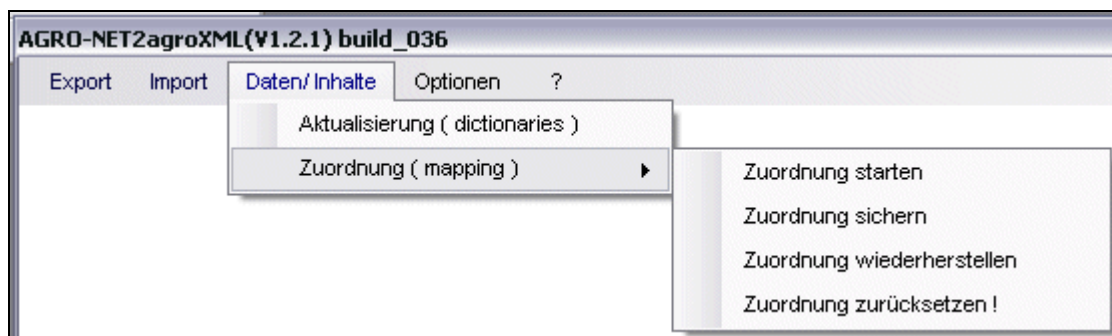 AGRO-NET2agroXML(V1.2.1) build_036
Export Import Daten/Inhalte Optionen ?
Aktualisierung ( dictionaries )
Zuordnung ( mapping )
Zuordnung starten
Zuordnung sichern
Zuordnung wiederherstellen
Zuordnung zurücksetzen !